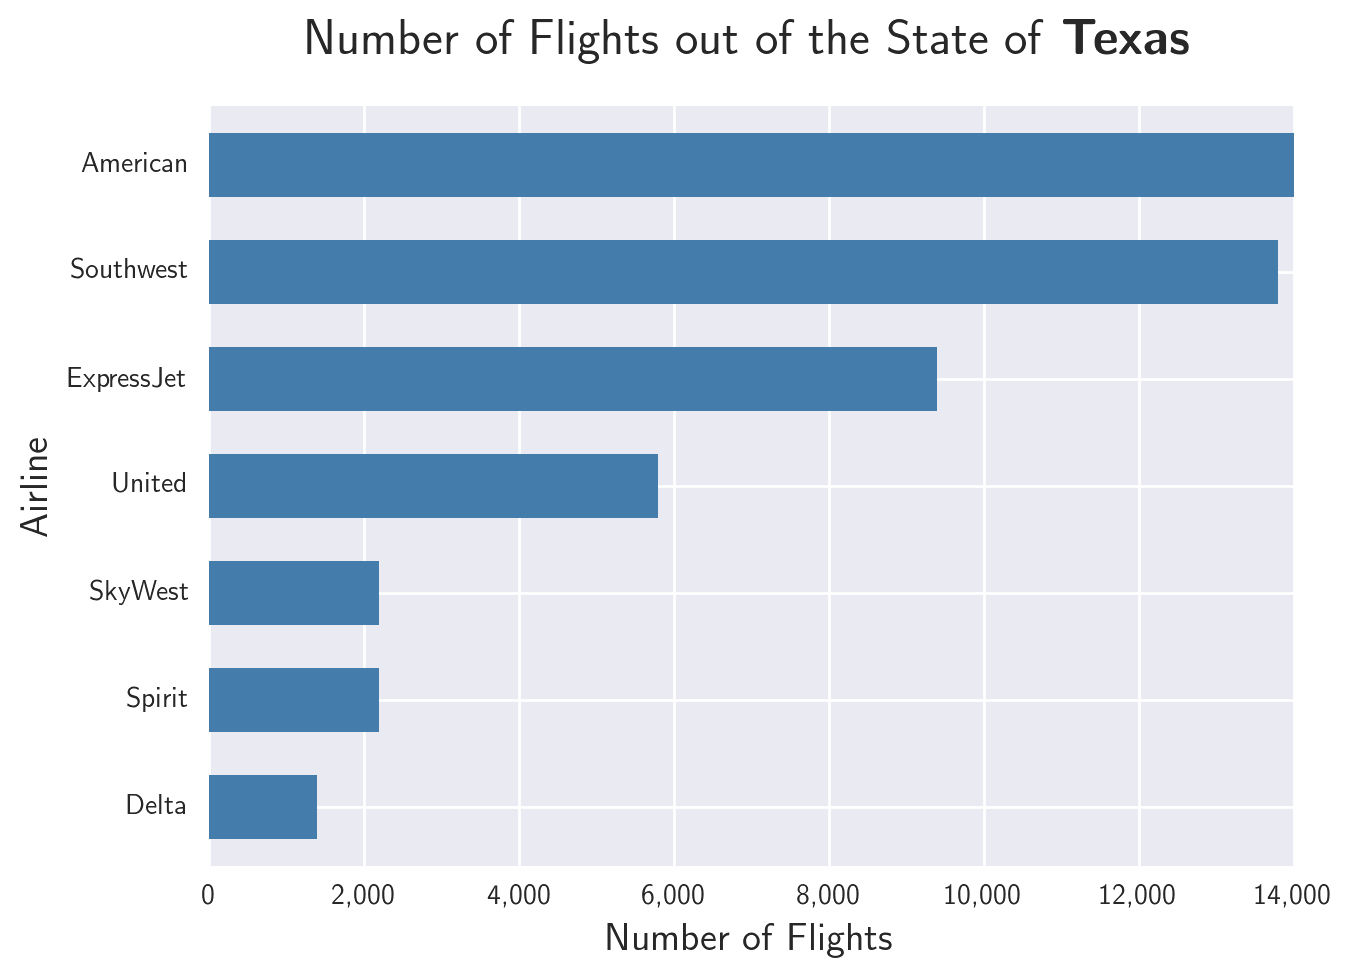 Number of Flights out of the State of Texas
American
Southwest
ExpressJet
United
SkyWest
Spirit
Delta
Airline
0 2,000 4,000 6,000 8,000 10,000 12,000 14,000
Number of Flights